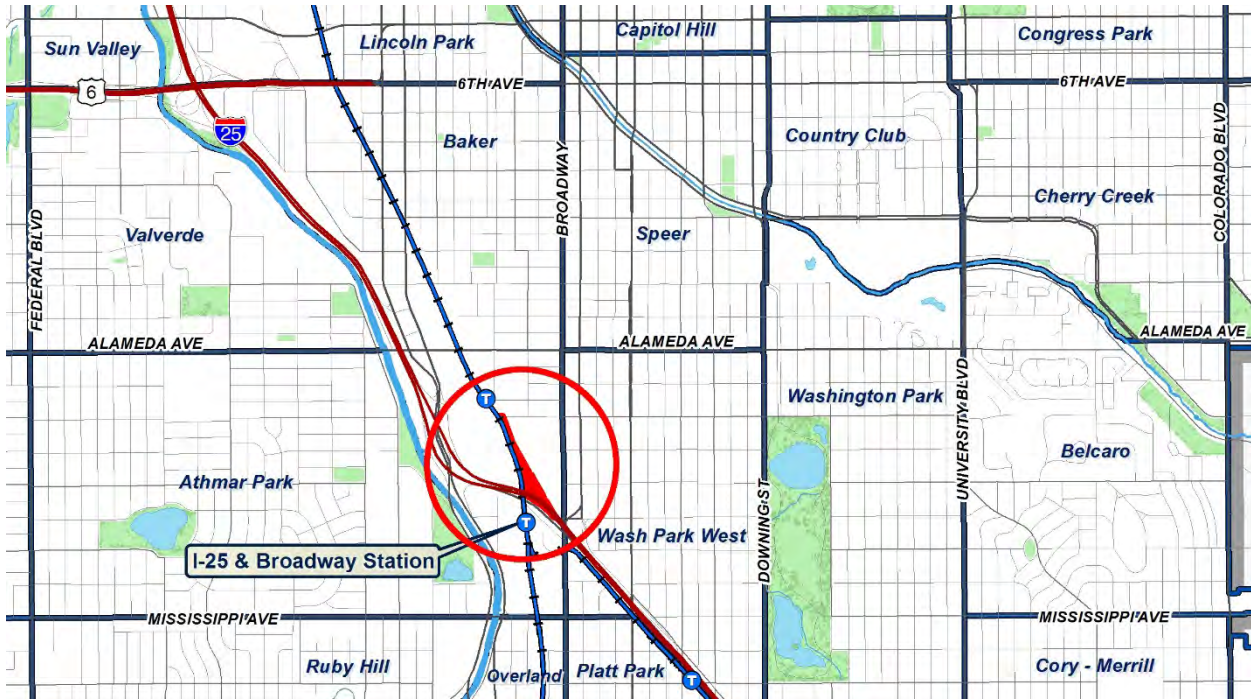 Sun Valley
Lincoln Park
Capitol Hill
Congress Park
6
6TH AVE
6TH AVE
25
Baker
Country Club
BROADWAY
COLORADO BLVD
Cherry Creek
FEDERAL BLVD
Valverde
Speer
ALAMEDA AVE
ALAMEDA AVE
ALAMEDA AVE
T
Washington Park
UNIVERSITY BLVD
Belcaro
Athmar Park
T
Wash Park West
DOWNING ST
I-25 & Broadway Station
MISSISSIPPI AVE
MISSISSIPPI AVE
Ruby Hill
Overland
Platt Park
T
Cory - Merrill